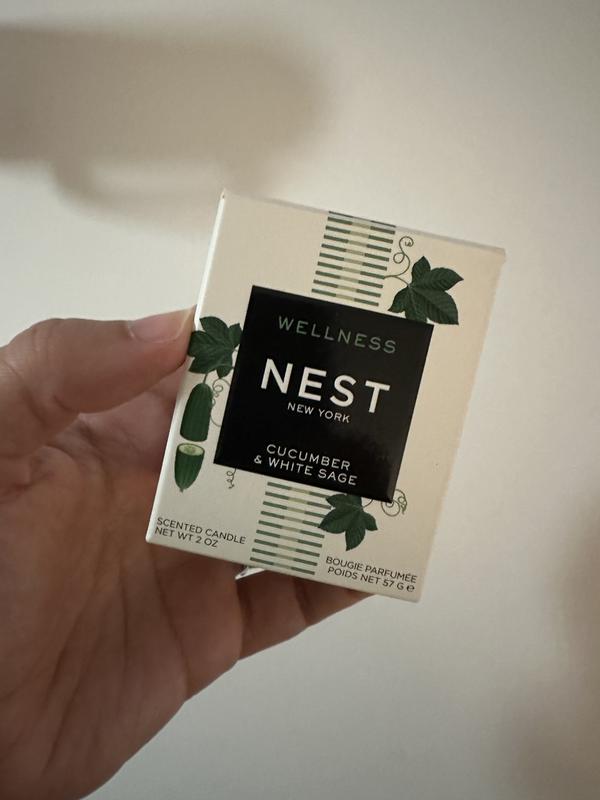 WELLNESS
NEST
NEW YORK
CUCUMBER
& WHITE SAGE
SCENTED CANDLE
NET WT 2 OZ
BOUGIE PARFUMÉE
POIDS NET 57 G ℮